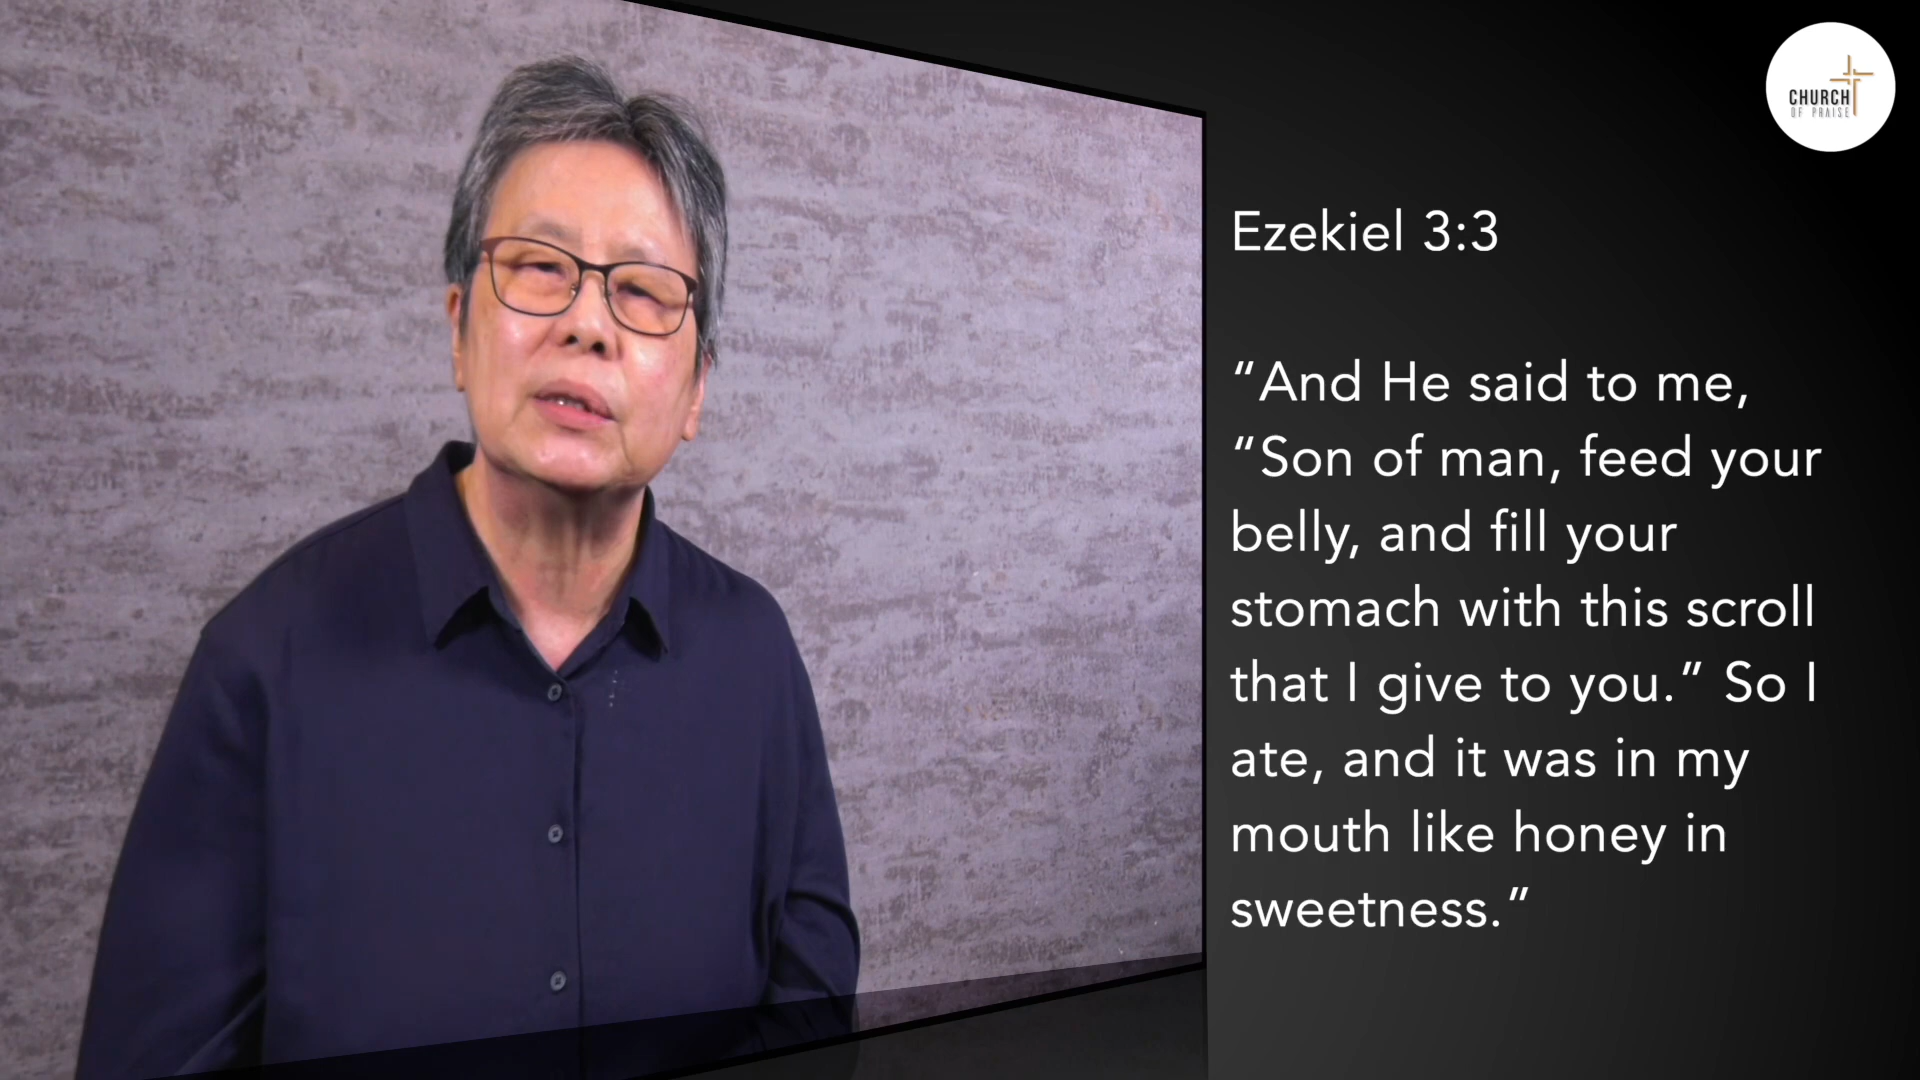 CHURCH
OF PRAISE
Ezekiel 3:3
“And He said to me,
“Son of man, feed your
belly, and fill your
stomach with this scroll
that I give to you.” So I
ate, and it was in my
mouth like honey in
sweetness.”